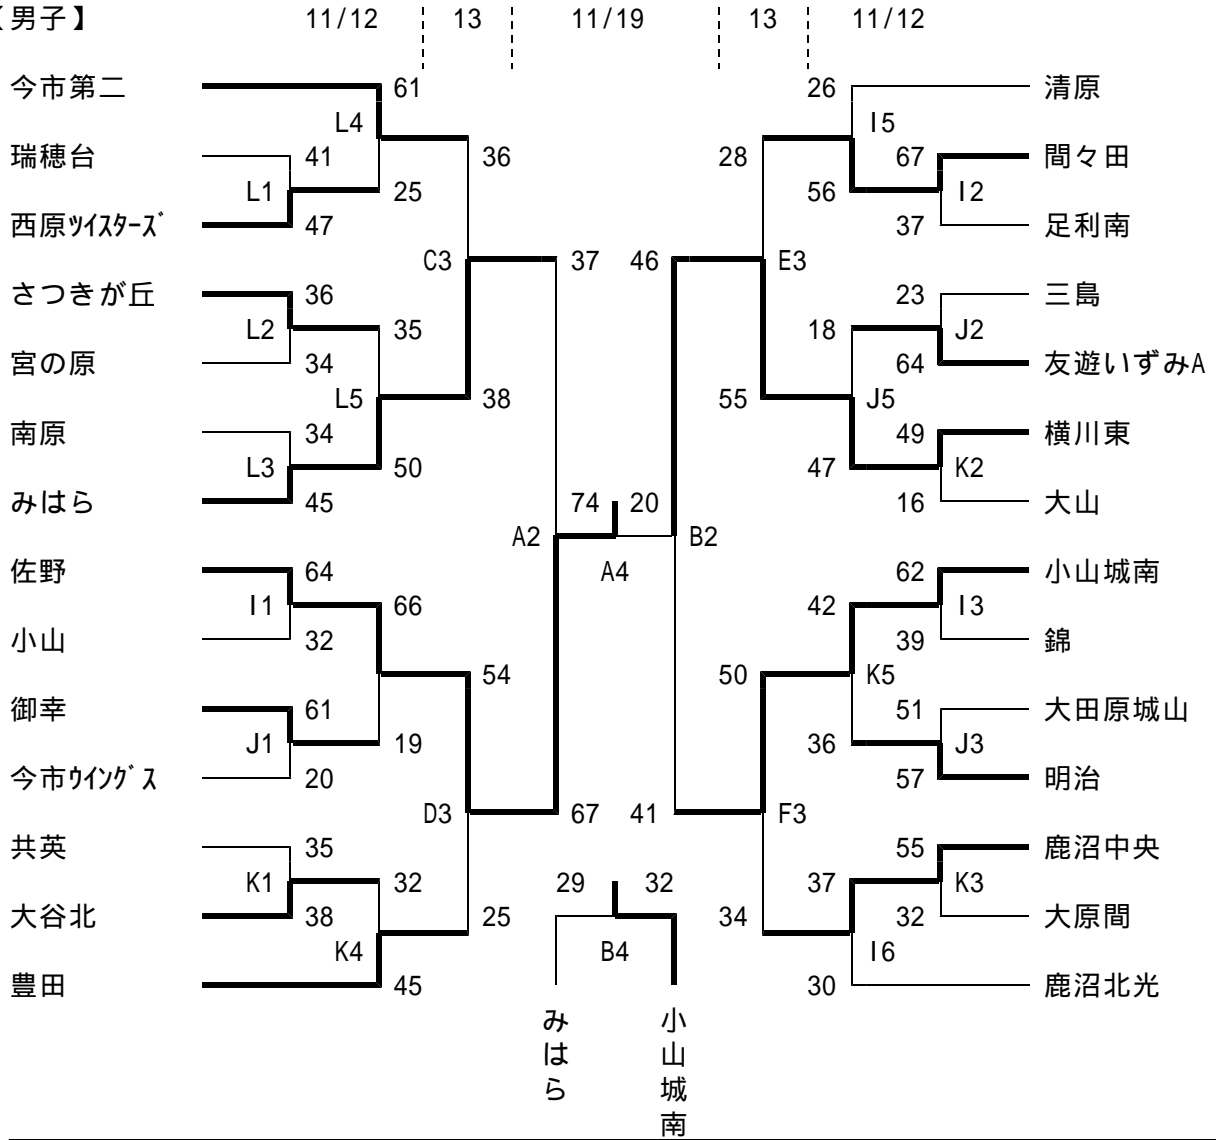 【男子】 11/12 13 11/19 13 11/12
今市第二 61 26 清原
L4 I5
瑞穂台 41 36 28 67 間々田
L1 25 56 I2
西原ツイスターズ 47 37 足利南
C3 37 46 E3
さつきが丘 36 23 三島
L2 35 18 J2
宮の原 34 64 友遊いずみA
L5 38 55 J5
南原 34 49 横川東
L3 50 47 K2
みはら 45 74 20 16 大山
A2 B2
佐野 64 A4 62 小山城南
I1 66 42 I3
小山 32 39 錦
54 50 K5
御幸 61 51 大田原城山
J1 19 36 J3
今市ウイングス 20 57 明治
D3 67 41 F3
共英 35 55 鹿沼中央
K1 32 29 32 37 K3
大谷北 38 25 34 32 大原間
K4 B4 I6
豊田 45 30 鹿沼北光
みはら
小山城南